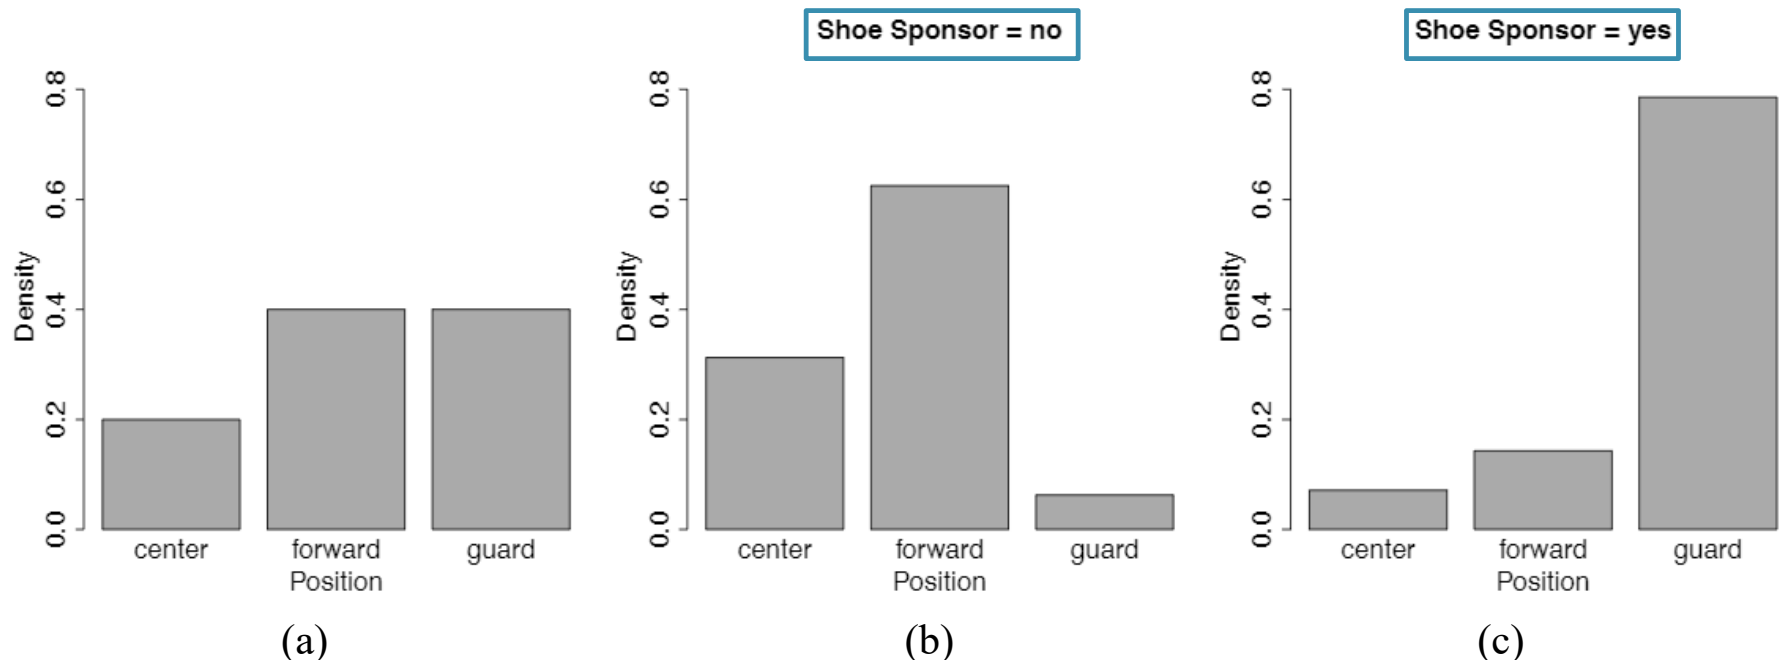 Shoe Sponsor = no
Shoe Sponsor = yes
Density
0.0
0.2
0.4
0.6
0.8
center
forward
guard
Position
(a)
Density
0.0
0.2
0.4
0.6
0.8
center
forward
guard
Position
(b)
Density
0.0
0.2
0.4
0.6
0.8
center
forward
guard
Position
(c)